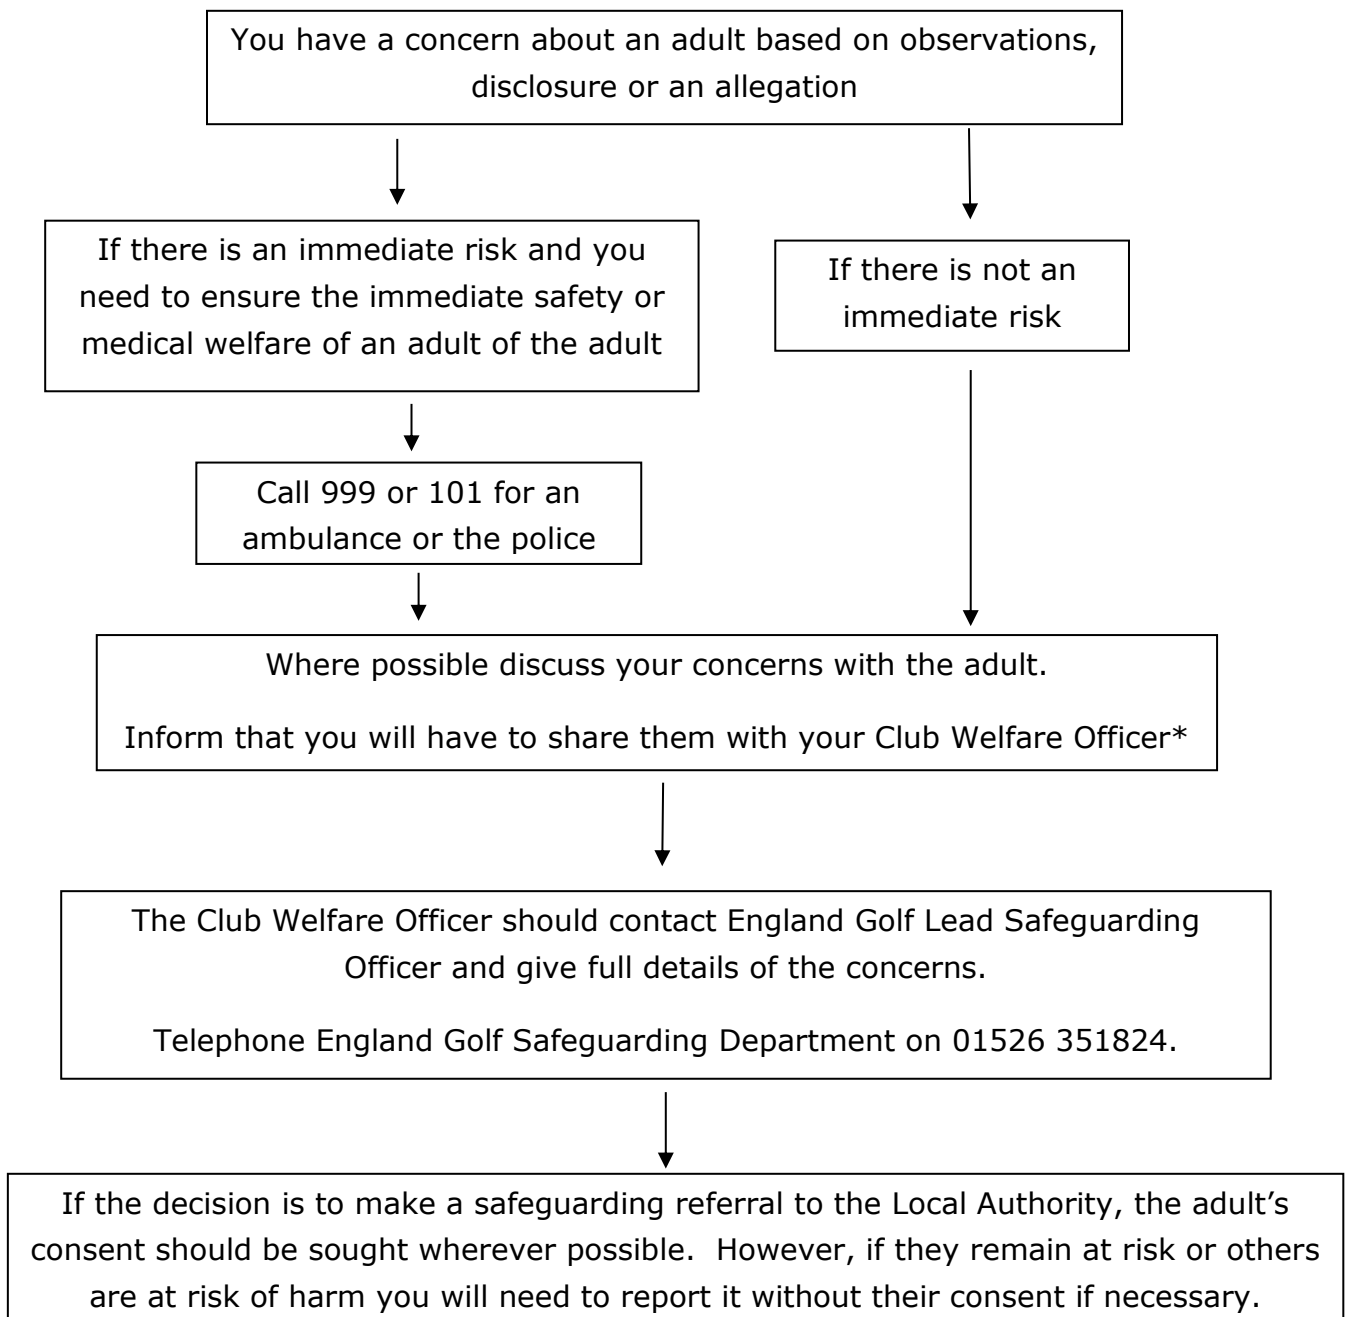 You have a concern about an adult based on observations,
disclosure or an allegation
If there is an immediate risk and you
need to ensure the immediate safety or
medical welfare of an adult of the adult
If there is not an
immediate risk
Call 999 or 101 for an
ambulance or the police
Where possible discuss your concerns with the adult.
Inform that you will have to share them with your Club Welfare Officer*
The Club Welfare Officer should contact England Golf Lead Safeguarding
Officer and give full details of the concerns.
Telephone England Golf Safeguarding Department on 01526 351824.
If the decision is to make a safeguarding referral to the Local Authority, the adult’s
consent should be sought wherever possible.  However, if they remain at risk or others
are at risk of harm you will need to report it without their consent if necessary.